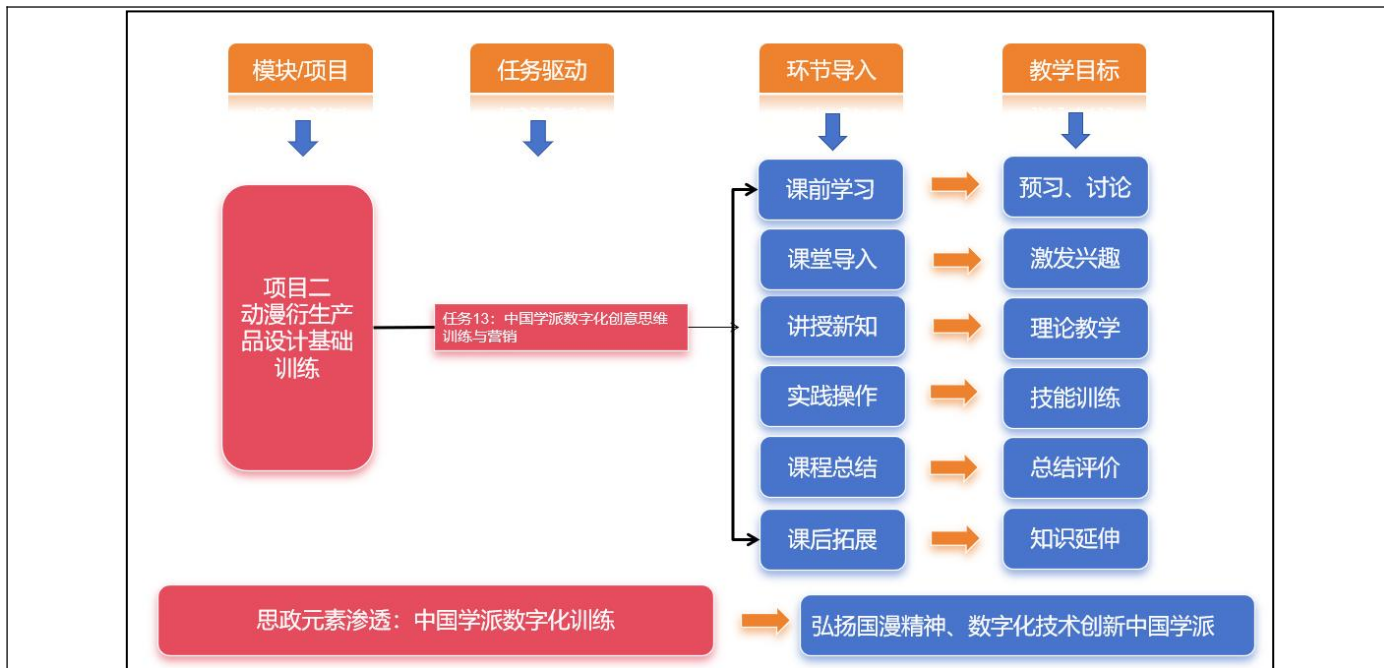 模块/项目
任务驱动
环节导入
教学目标
项目二
动漫衍生产
品设计基础
训练
任务13：中国学派数字化创意思维
训练与营销
课前学习
预习、讨论
课堂导入
激发兴趣
讲授新知
理论教学
实践操作
技能训练
课程总结
总结评价
课后拓展
知识延伸
思政元素渗透：中国学派数字化训练
弘扬国漫精神、数字化技术创新中国学派